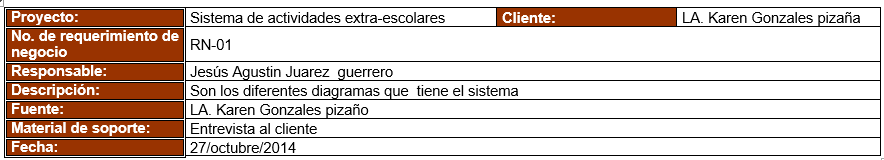 Proyecto: Sistema de actividades extra-escolares Cliente: LA. Karen Gonzales pizaña
No. de requerimiento de
negocio RN-01
Responsable: Jesús Agustin Juarez guerrero
Descripción: Son los diferentes diagramas que tiene el sistema
Fuente: LA. Karen Gonzales pizaño
Material de soporte: Entrevista al cliente
Fecha: 27/octubre/2014